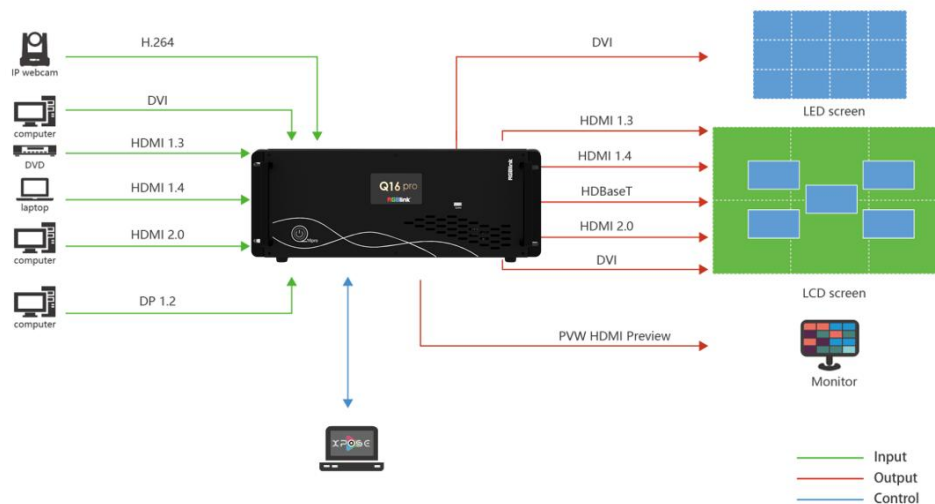 H.264
IP webcam
DVI
computer
HDMI 1.3
DVD
HDMI 1.4
laptop
HDMI 2.0
computer
DP 1.2
computer
Q16 pro
RGBlink
RGBlink
XPOSE
DVI
LED screen
HDMI 1.3
HDMI 1.4
HDBaseT
HDMI 2.0
DVI
LCD screen
PVW HDMI Preview
Monitor
Input
Output
Control